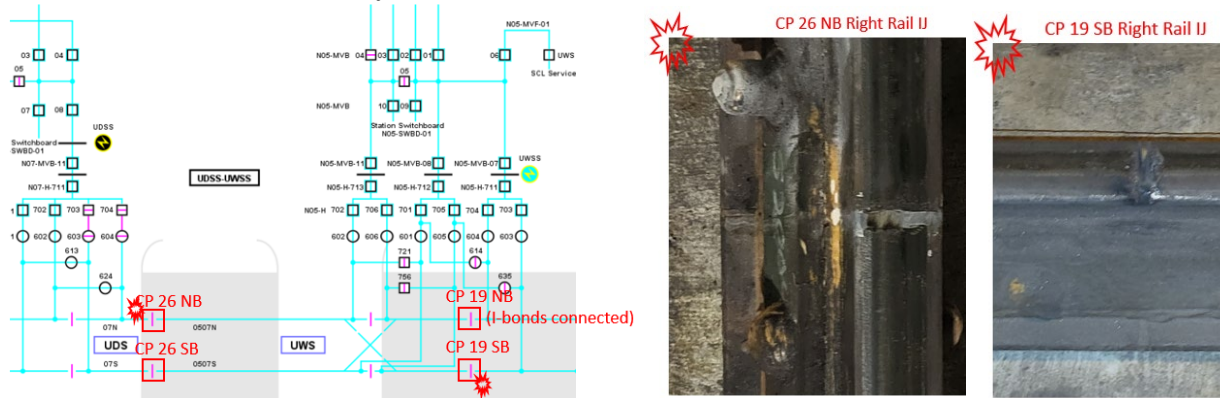 CP 26 NB Right Rail IJ
CP 19 SB Right Rail IJ
N05-MVF-01
03 04
N05-MVB 04 03 02 01 06 UWS
05
05
SCL Service
07 08
N05-MVB 10 09
Station Switchboard
N05-SWBD-01
Switchboard
SWBD-01
UDSS
N07-MVB-11
N05-MVB-11 N05-MVB-08 N05-MVB-07
UWSS
UDSS-UWSS
N07-H-711
N05-H-713 N05-H-712 N05-H-711
1 702 703 704
N05-H 702 706 701 705 704 703
1 602 603 604
602 606 601 605 604 603
613
721 614
624
756 635
CP 26 NB
CP 19 NB
(I-bonds connected)
07N 0507N
UDS
CP 26 SB
UWS
CP 19 SB
07S 0507S